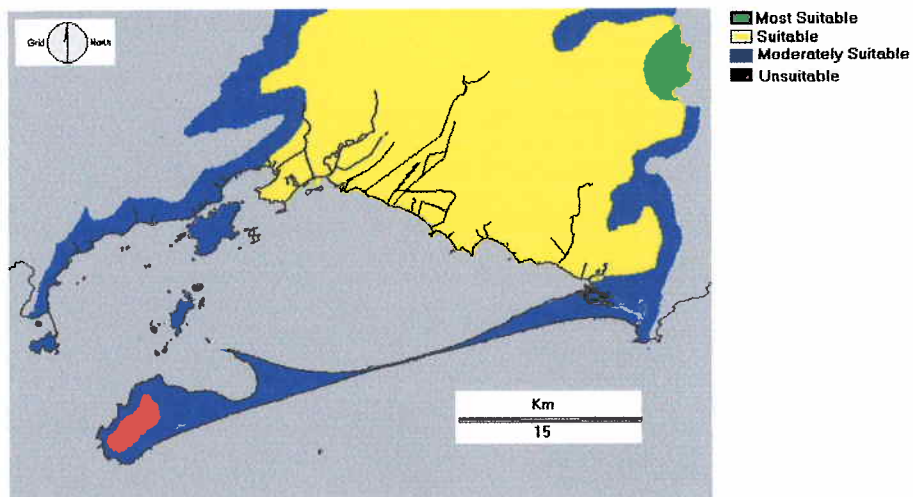 Grid North
Most Suitable
Suitable
Moderately Suitable
Unsuitable
Km
15